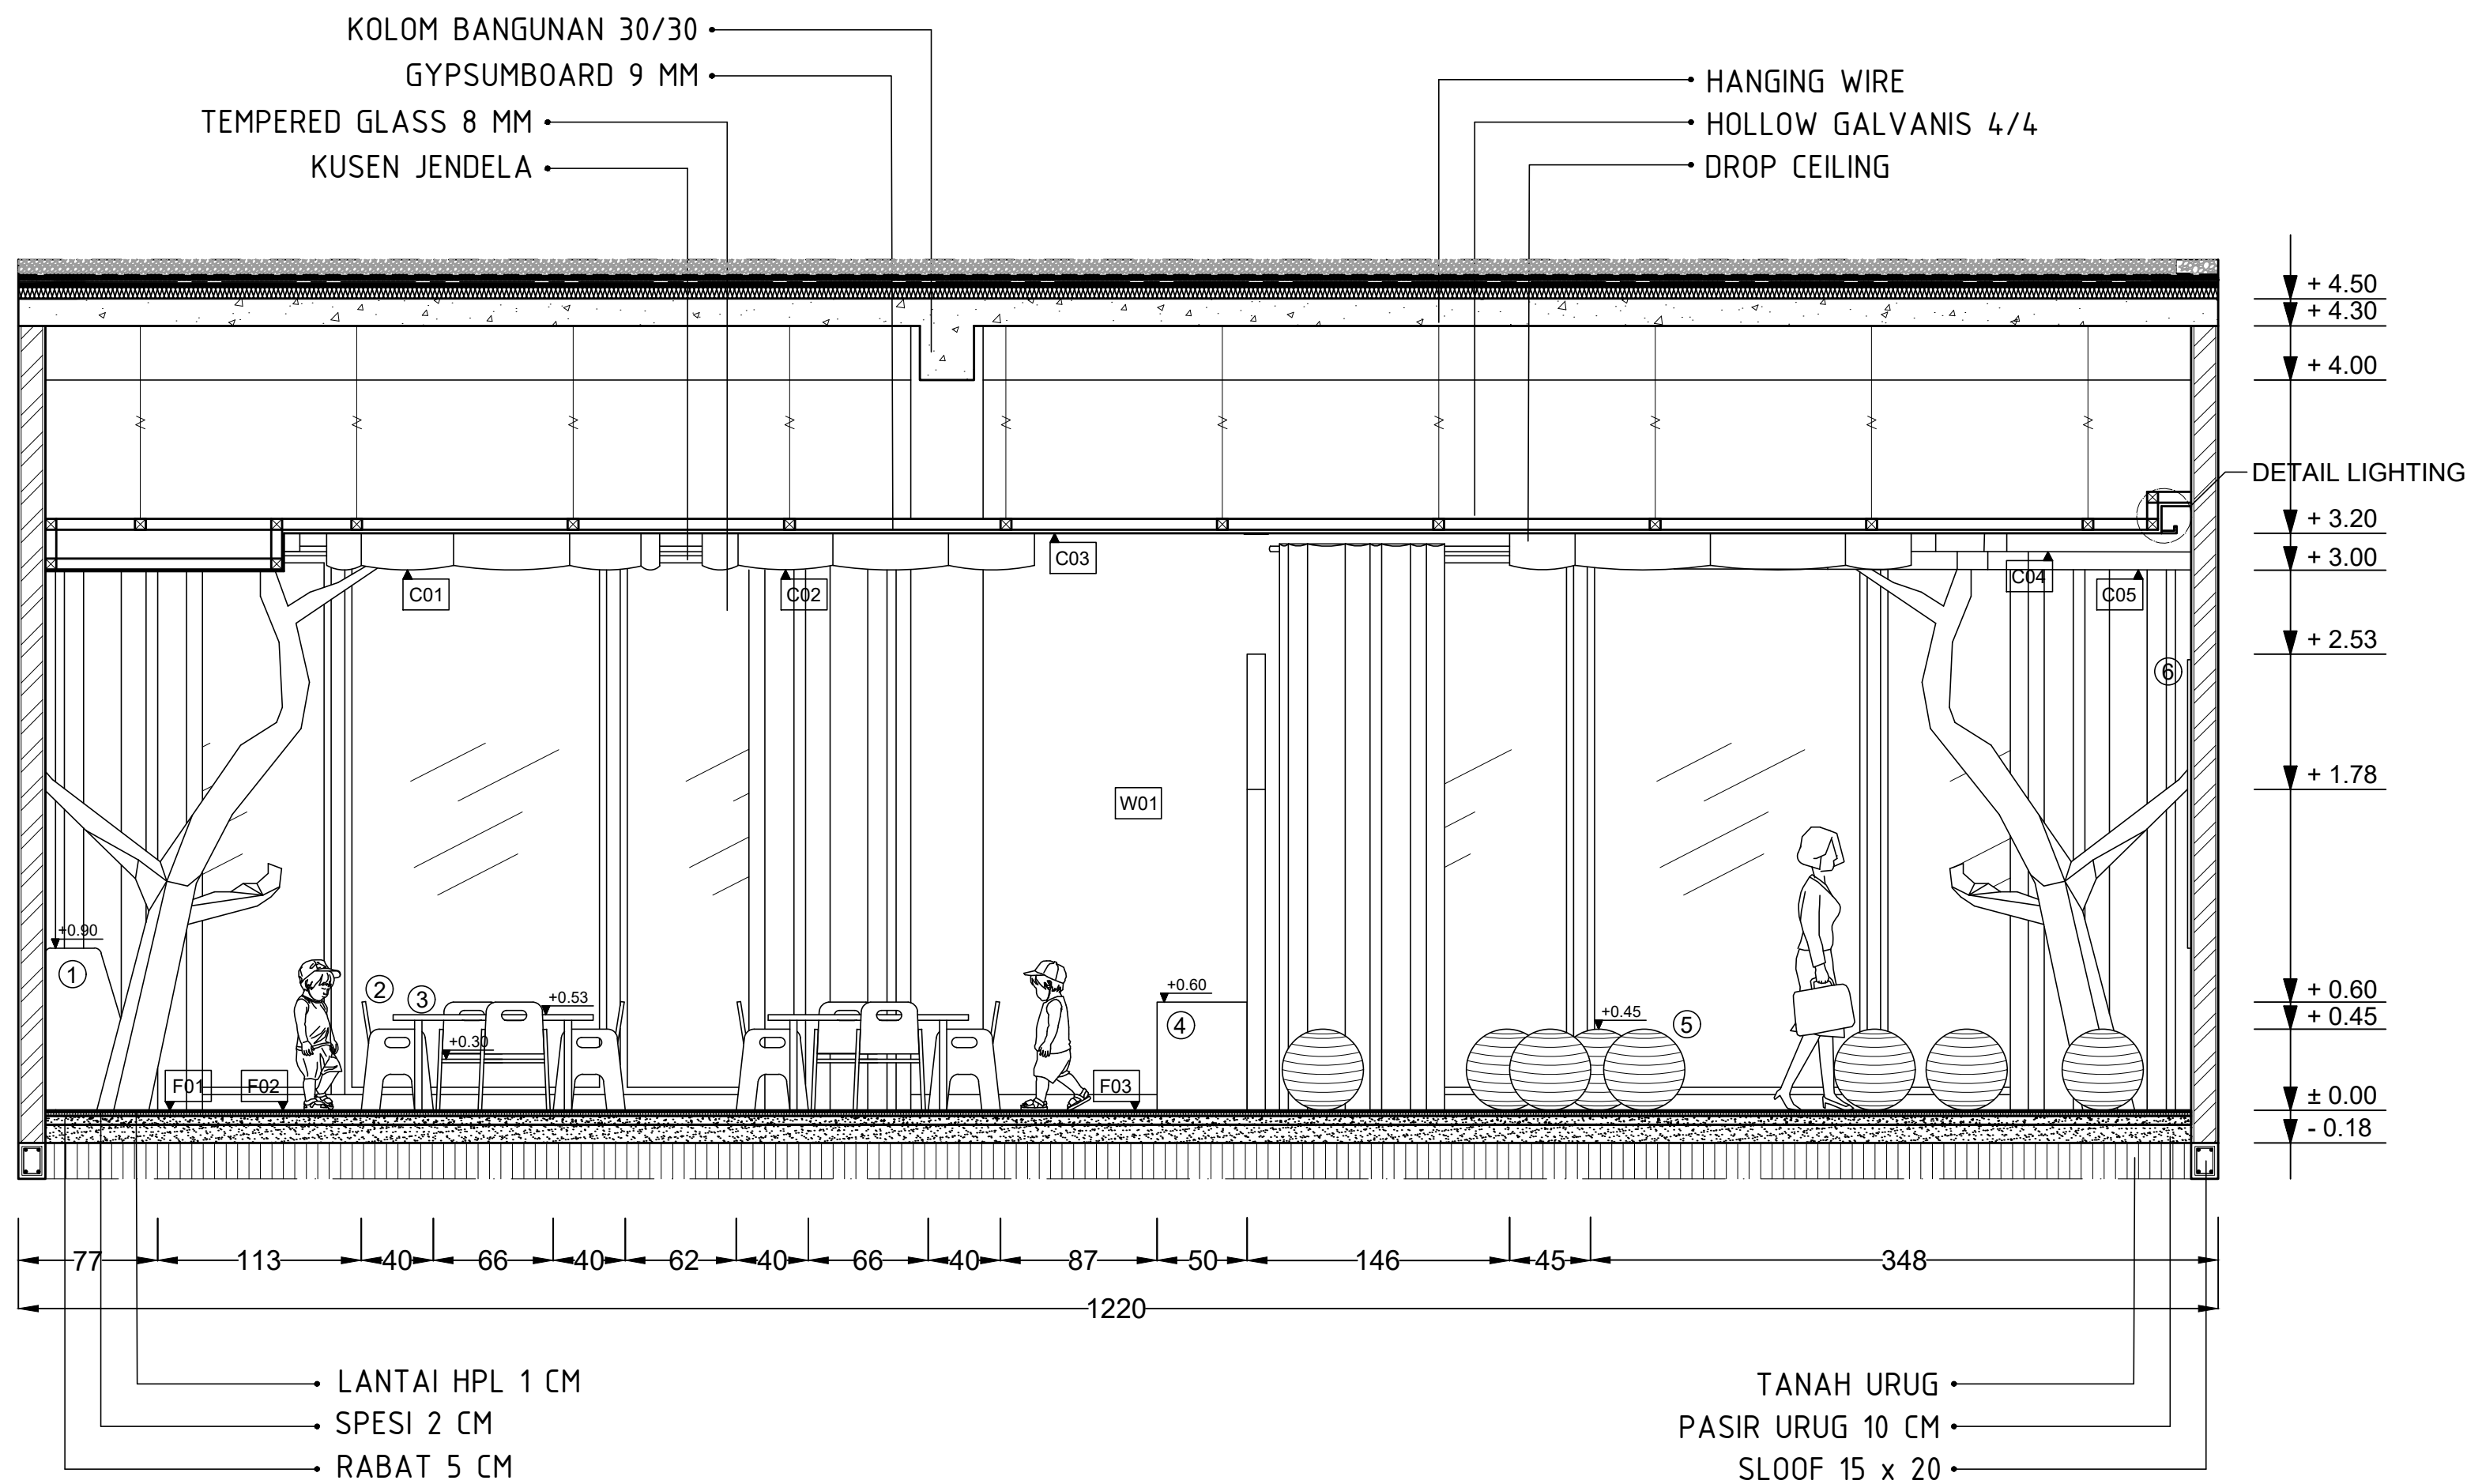 KOLOM BANGUNAN 30/30
GYPSUMBOARD 9 MM
TEMPERED GLASS 8 MM
KUSEN JENDELA
HANGING WIRE
HOLLOW GALVANIS 4/4
DROP CEILING
+ 4.50
+ 4.30
+ 4.00
DETAIL LIGHTING
+ 3.20
+ 3.00
+ 2.53
+ 1.78
+ 0.60
+ 0.45
± 0.00
- 0.18
C01
C02
C03
C04
C05
6
W01
+0.90
1
2
3
+0.53
+0.30
+0.60
4
+0.45
5
F01
F02
F03
77
113
40
66
40
62
40
66
40
87
50
146
45
348
1220
LANTAI HPL 1 CM
SPESI 2 CM
RABAT 5 CM
TANAH URUG
PASIR URUG 10 CM
SLOOF 15 x 20